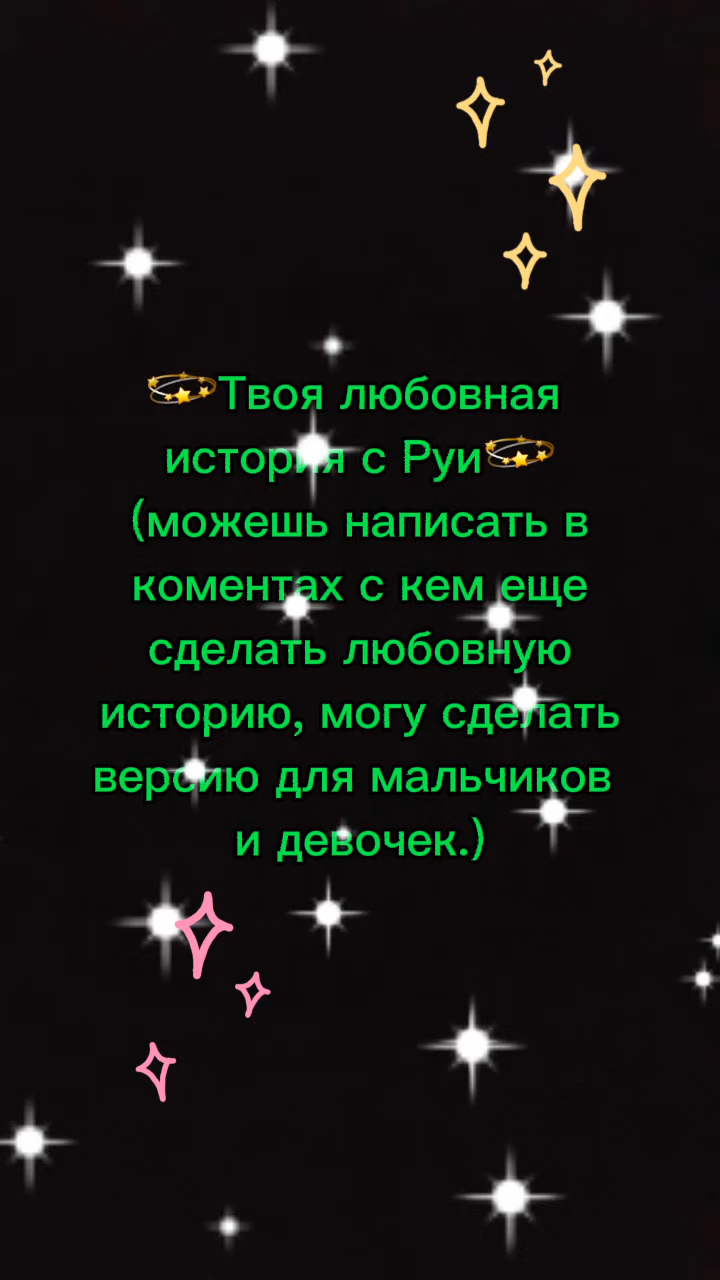 💫Твоя любовная
история с Руи💫
(можешь написать в
коментах с кем еще
сделать любовную
историю, могу сделать
версию для мальчиков
и девочек.)